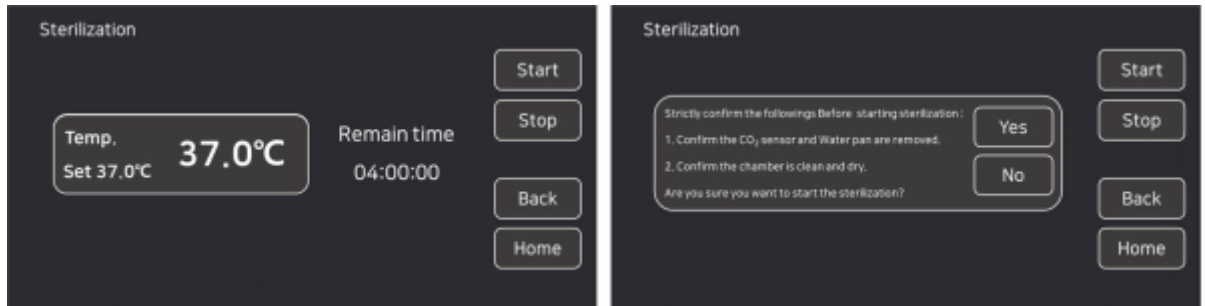 Sterilization
Start
Stop
Temp.
37.0℃
Set 37.0℃
Remain time
04:00:00
Back
Home
Sterilization
Start
Stop
Strictly confirm the followings Before starting sterilization :
1. Confirm the CO₂ sensor and Water pan are removed.
2. Confirm the chamber is clean and dry.
Are you sure you want to start the sterilization?
Yes
No
Back
Home